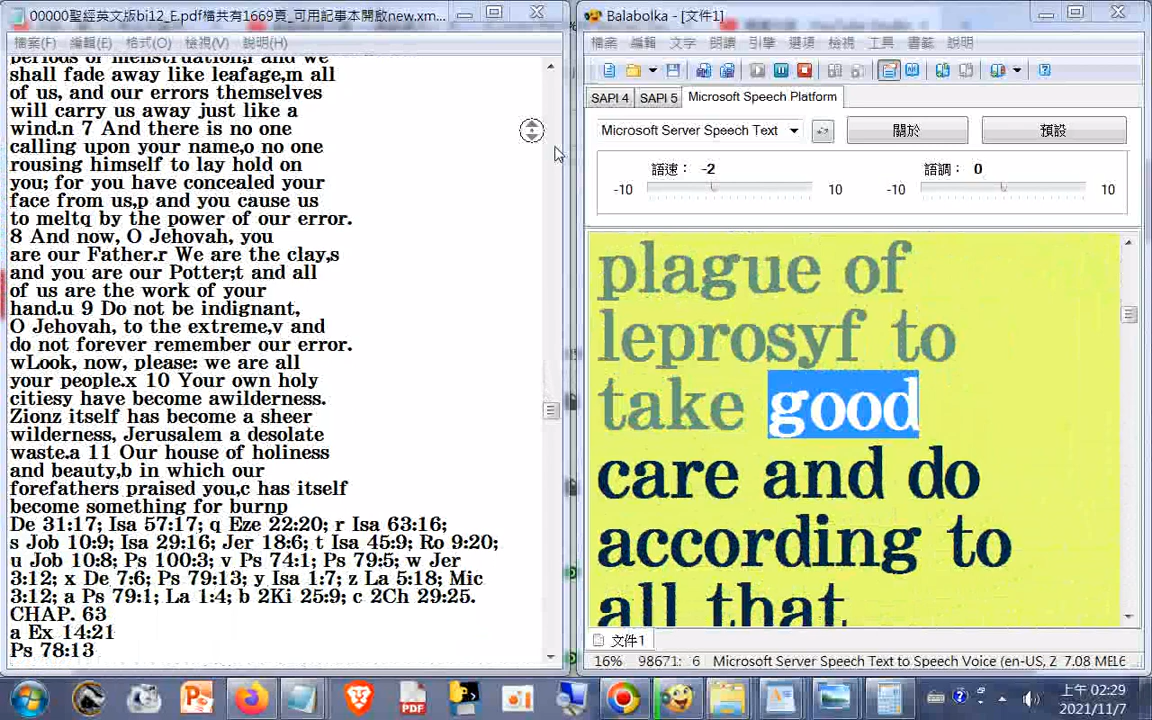 00000聖經英文版bi12_E.pdf檔共有1669頁_可用記事本開啟new.xm...
檔案(F) 編輯(E) 格式(O) 檢視(V) 說明(H)
periods of menstruation,l and we
shall fade away like leafage,m all
of us, and our errors themselves
will carry us away just like a
wind.n 7 And there is no one
calling upon your name,o no one
rousing himself to lay hold on
you; for you have concealed your
face from us,p and you cause us
to meltq by the power of our error.
8 And now, O Jehovah, you
are our Father.r We are the clay,s
and you are our Potter;t and all
of us are the work of your
hand.u 9 Do not be indignant,
O Jehovah, to the extreme,v and
do not forever remember our error.
wLook, now, please: we are all
your people.x 10 Your own holy
citiesy have become awilderness.
Zionz itself has become a sheer
wilderness, Jerusalem a desolate
waste.a 11 Our house of holiness
and beauty,b in which our
forefathers praised you,c has itself
become something for burnp
De 31:17; Isa 57:17; q Eze 22:20; r Isa 63:16;
s Job 10:9; Isa 29:16; Jer 18:6; t Isa 45:9; Ro 9:20;
u Job 10:8; Ps 100:3; v Ps 74:1; Ps 79:5; w Jer
3:12; x De 7:6; Ps 79:13; y Isa 1:7; z La 5:18; Mic
3:12; a Ps 79:1; La 1:4; b 2Ki 25:9; c 2Ch 29:25.
CHAP. 63
a Ex 14:21
Ps 78:13
Balabolka - [文件1]
檔案 編輯 文字 朗讀 引擎 選項 檢視 工具 書籤 說明
SAPI 4 SAPI 5 Microsoft Speech Platform
Microsoft Server Speech Text 關於 預設
語速: -2 語調: 0
-10 10 -10 10
plague of
leprosyf to
take good
care and do
according to
all that
文件1
16% 98671: 6 Microsoft Server Speech Text to Speech Voice (en-US, Z 7.08 МБ16
上午 02:29
2021/11/7